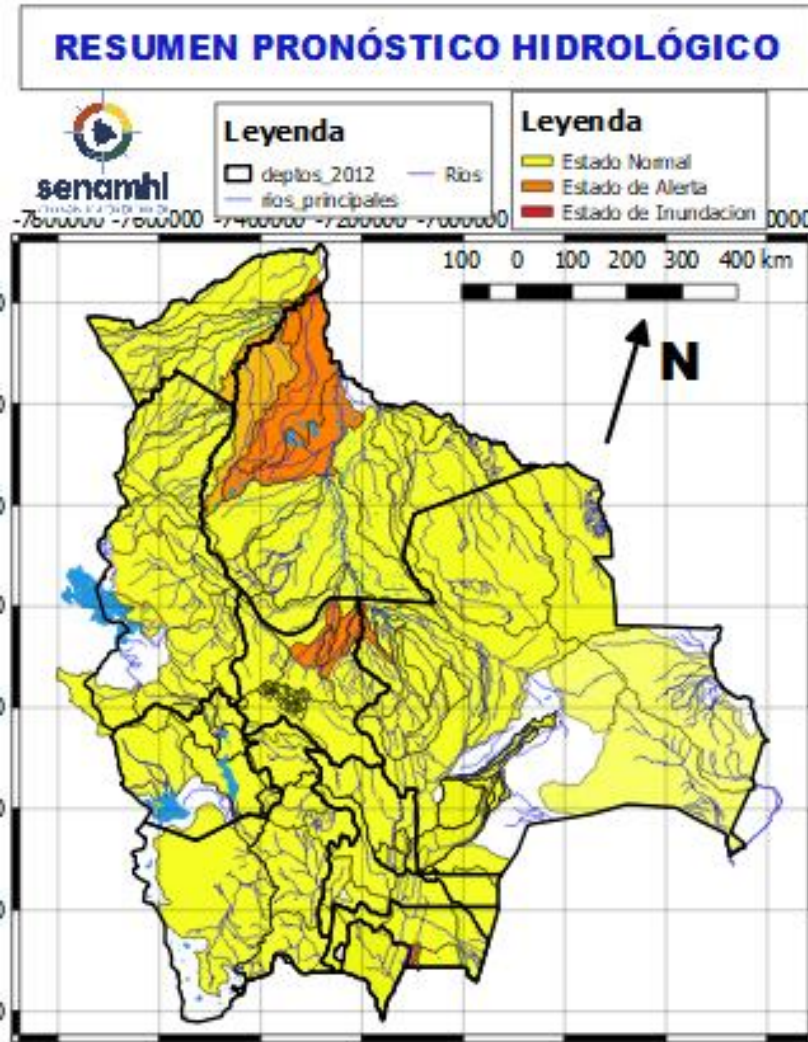 RESUMEN PRONÓSTICO HIDROLÓGICO
senamhi
Leyenda
deptos_2012 Rios
rios_principales
Leyenda
Estado Normal
Estado de Alerta
Estado de Inundacion
-7800000 -7600000 -7400000 -7200000 -7000000
100 0 100 200 300 400 km
N